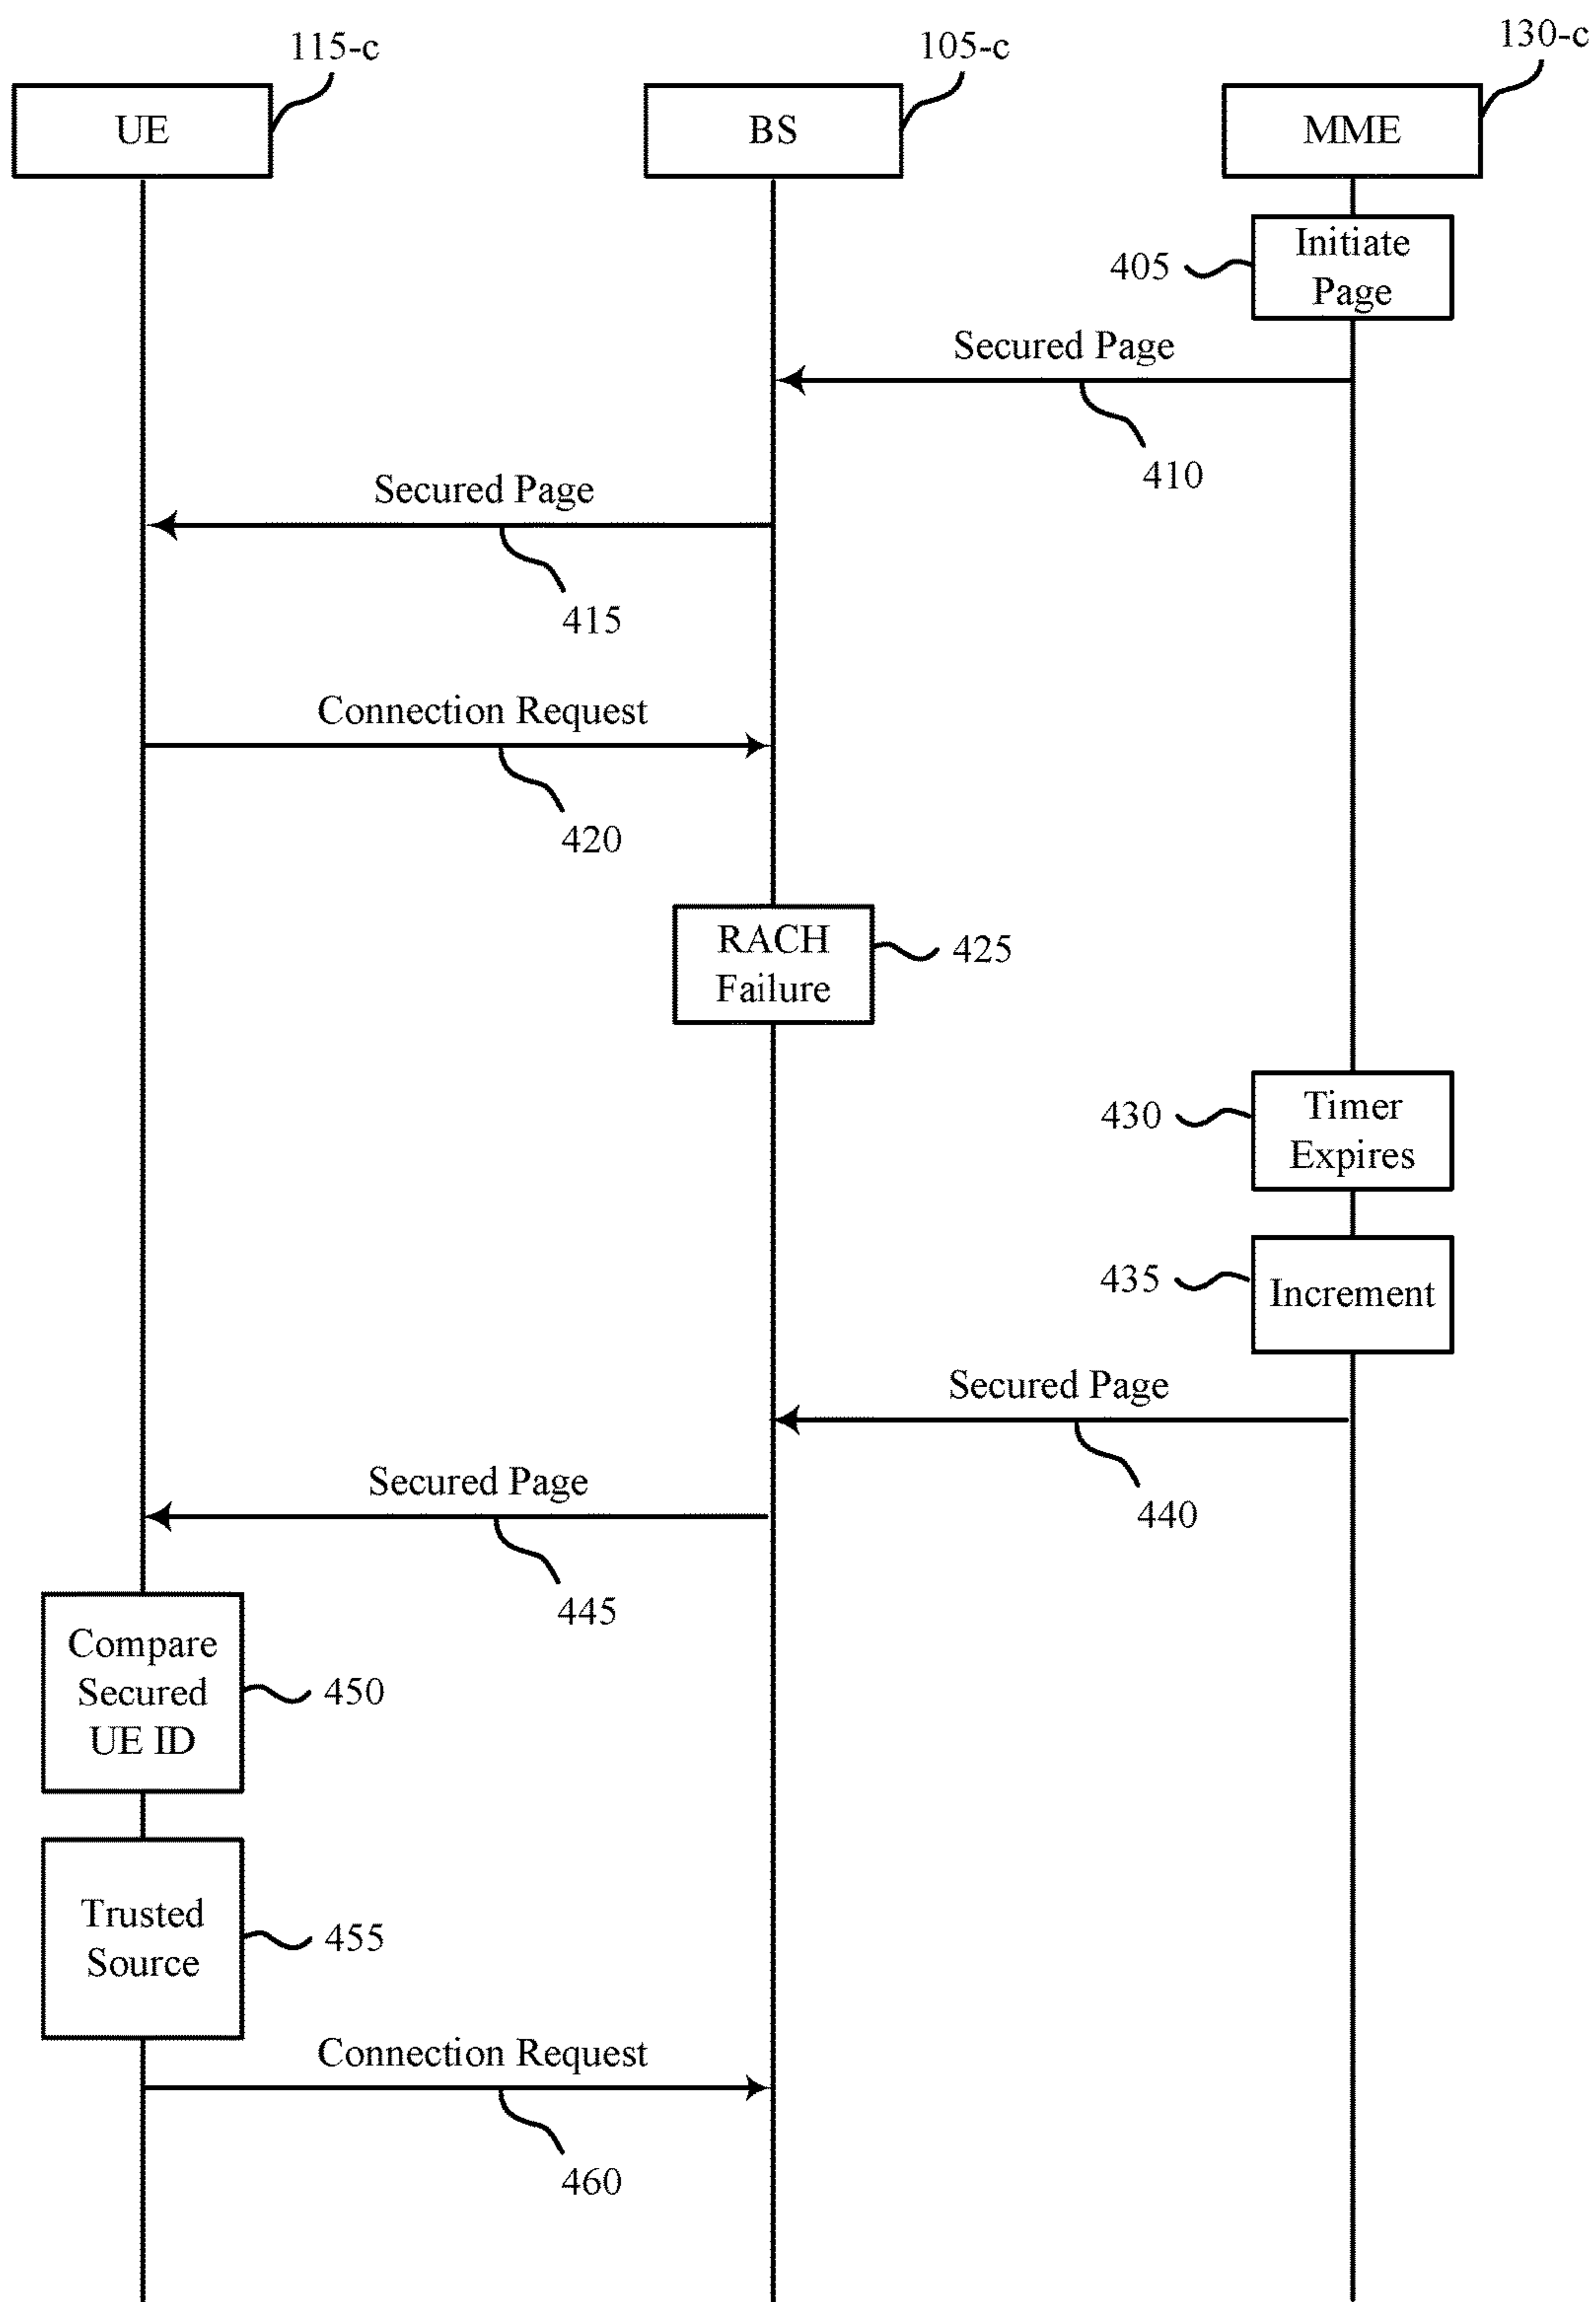 115-c
105-c
130-c
UE
BS
MME
Initiate
Page
405
Secured Page
410
Secured Page
415
Connection Request
420
RACH
Failure
425
Timer
Expires
430
Increment
435
Secured Page
440
Secured Page
445
Compare
Secured
UE ID
450
Trusted
Source
455
Connection Request
460